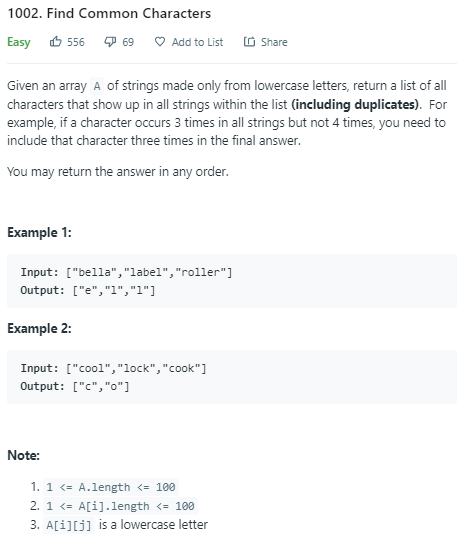 1002. Find Common Characters
Easy 556 69 Add to List Share
Given an array A of strings made only from lowercase letters, return a list of all
characters that show up in all strings within the list (including duplicates). For
example, if a character occurs 3 times in all strings but not 4 times, you need to
include that character three times in the final answer.
You may return the answer in any order.
Example 1:
Input: ["bella","label","roller"]
Output: ["e","l","l"]
Example 2:
Input: ["cool","lock","cook"]
Output: ["c","o"]
Note:
1. 1 <= A.length <= 100
2. 1 <= A[i].length <= 100
3. A[i][j] is a lowercase letter